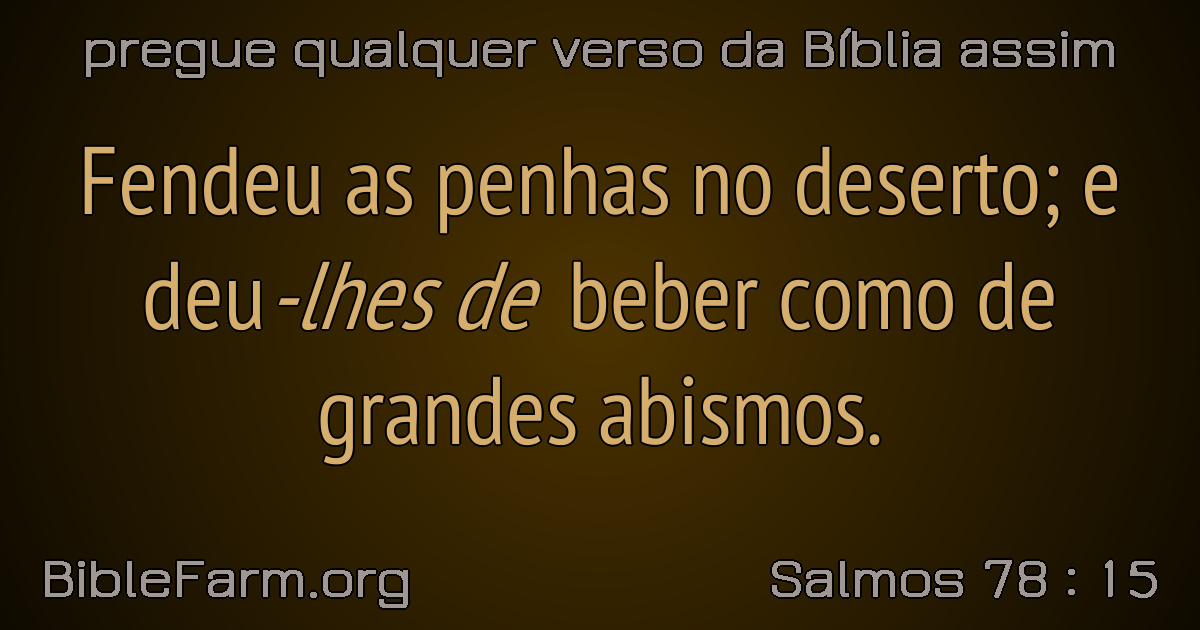 pregue qualquer verso da Bíblia assim
Fendeu as penhas no deserto; e
deu -lhes de beber como de
grandes abismos.
BibleFarm.org
Salmos 78 : 15